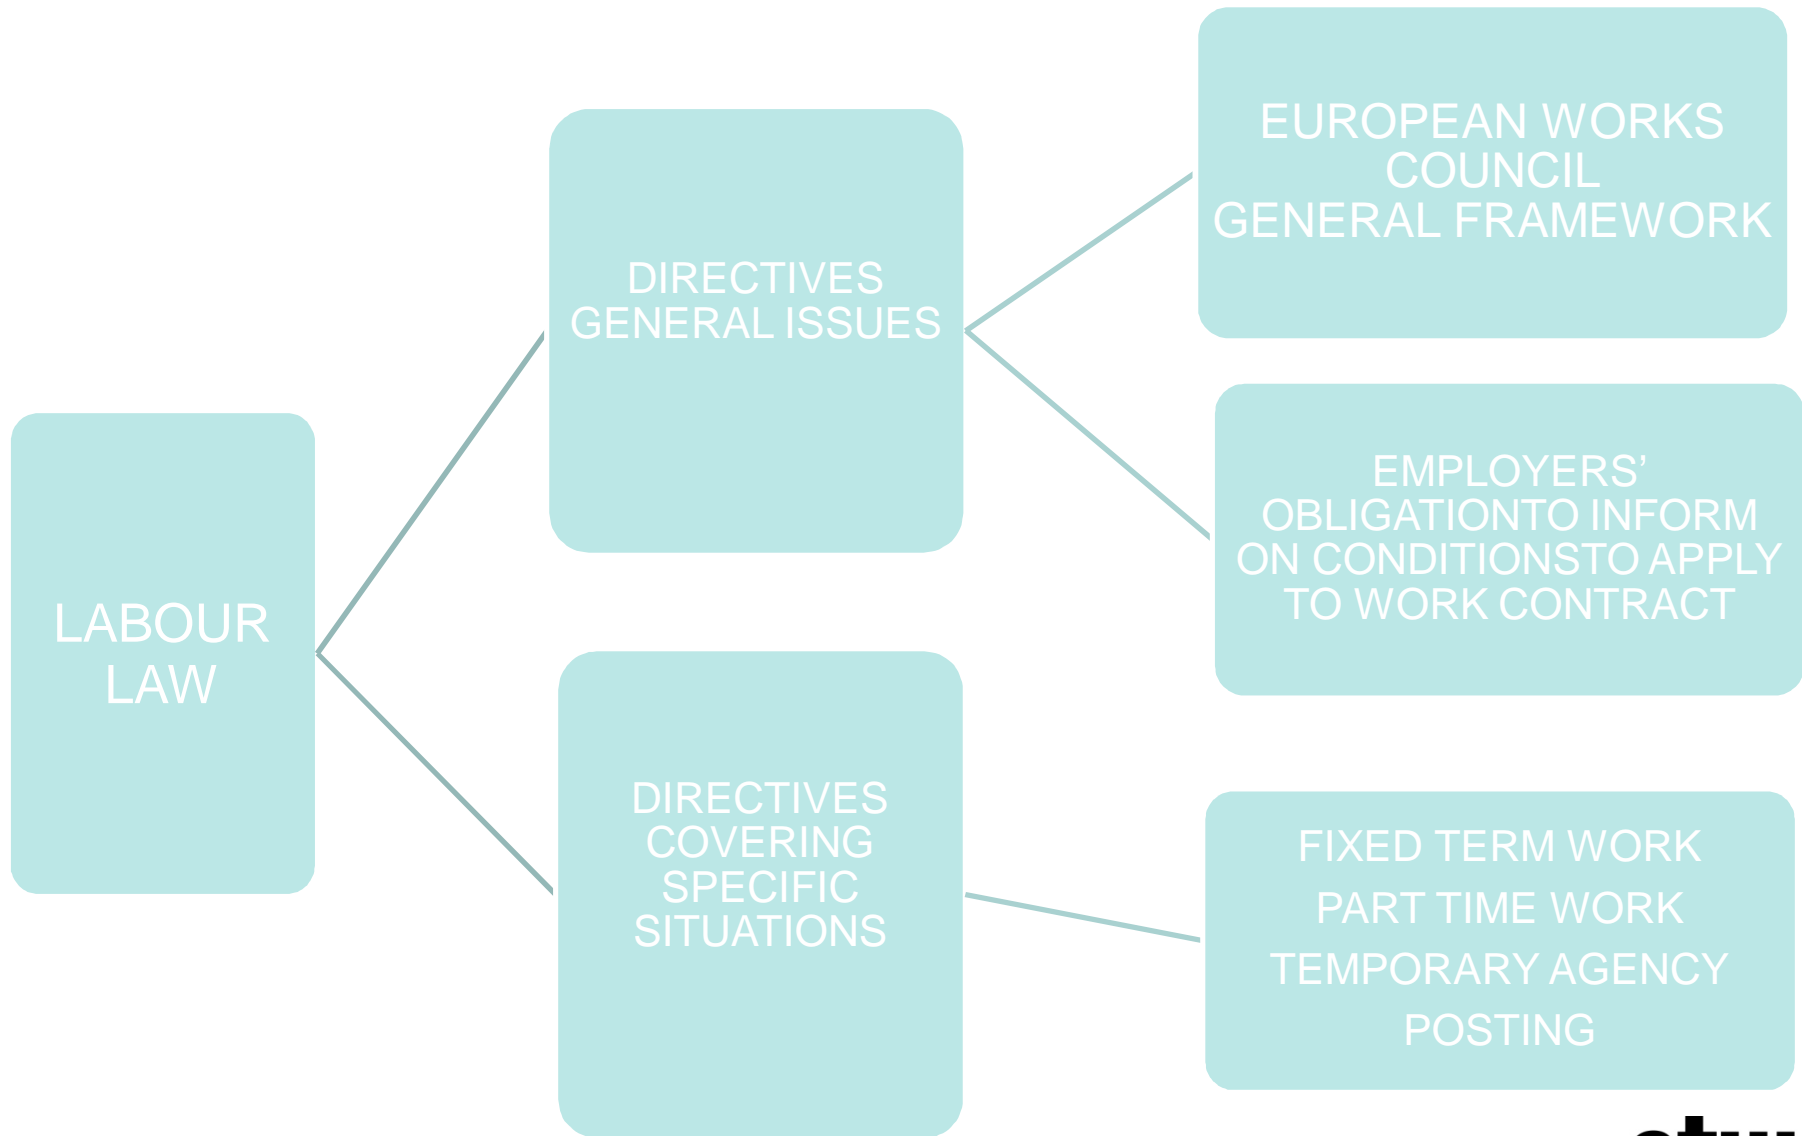 LABOUR
LAW
DIRECTIVES
GENERAL ISSUES
DIRECTIVES
COVERING
SPECIFIC
SITUATIONS
EUROPEAN WORKS
COUNCIL
GENERAL FRAMEWORK
EMPLOYERS’
OBLIGATIONTO INFORM
ON CONDITIONSTO APPLY
TO WORK CONTRACT
FIXED TERM WORK
PART TIME WORK
TEMPORARY AGENCY
POSTING